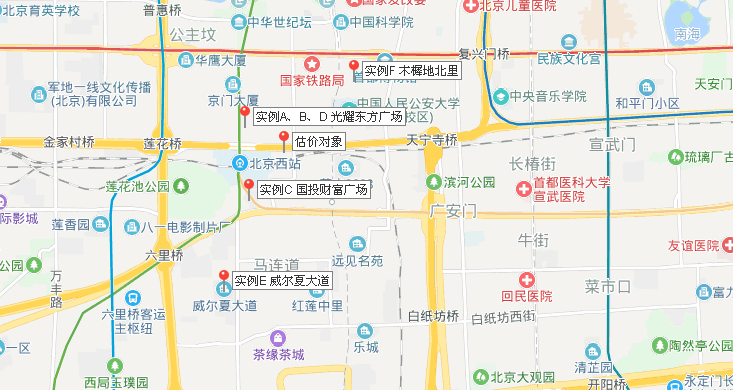 北京育英学校
普惠桥
中华世纪坛
中国科学院
国家发改委
北京儿童医院
公主坟
南海
华鹰大厦
国家铁路局
实例F 木樨地北里
复兴门桥
民族文化宫
天安门
军地一线文化传播
(北京)有限公司
京门大厦
中央音乐学院
和平门小区
实例A、B、D 光耀东方广场
中国人民公安大学
校区)
金家村桥
莲花桥
估价对象
天宁寺桥
宣武门
北京西站
长椿街
琉璃厂古
莲花池公园
实例C 国投财富广场
滨河公园
首都医科大学
宣武医院
际影城
莲香园
八一电影制片厂
广安门
牛街
友谊医院
六里桥
远见名苑
公园
万丰路
马连道
实例E 威尔夏大道
回民医院
菜市口
富九
六里桥客运
主枢纽
威尔夏大道
红莲中里
白纸坊桥
白纸坊西街
一区
茶缘茶城
乐城
陶然亭公园
清芷园
西局玉璞园
北京大观园
开阳桥
永定门长